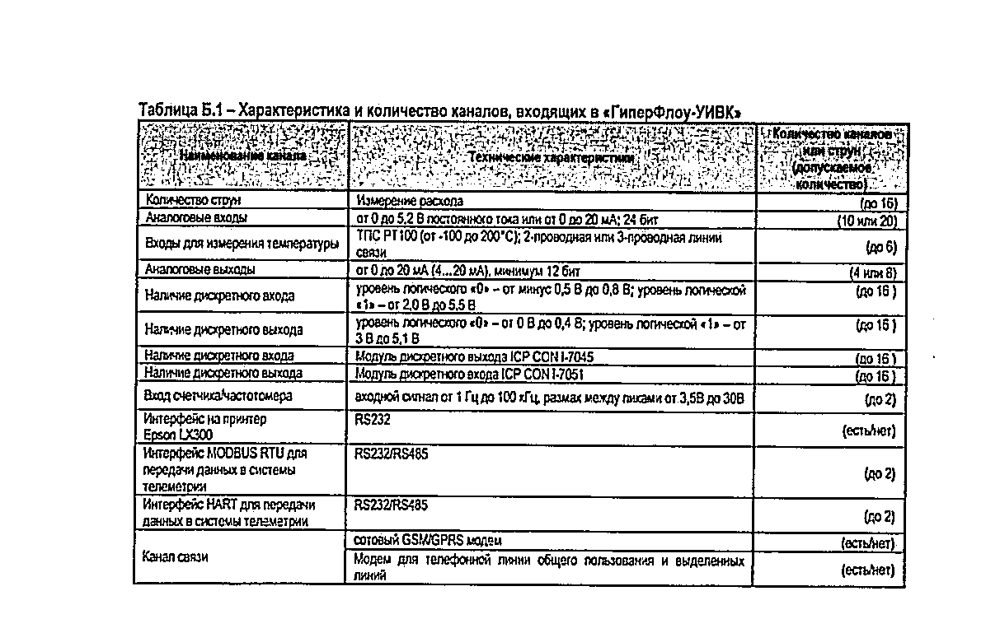 Таблица Б.1 – Характеристика и количество каналов, входящих в «ГиперФлоу-УИВК»
Наименование канала
Технические характеристики
Количество каналов
или струн
(допускаемое
количество)
Количество струн
Измерение расхода
(до 16)
Аналоговые входы
от 0 до 5,2 В постоянного тока или от 0 до 20 мА; 24 бит
(10 или 20)
Входы для измерения температуры
ТПС РТ100 (от -100 до 200°С); 2-проводная или 3-проводная линии
связи
(до 6)
Аналоговые выходы
от 0 до 20 мА (4...20 мА), минимум 12 бит
(4 или 8)
Наличие дискретного входа
уровень логического «0» – от минус 0,5 В до 0,8 В; уровень логической
«1» – от 2,0 В до 5,5 В
(до 16 )
Наличие дискретного выхода
уровень логического «0» – от 0 В до 0,4 В; уровень логической «1» – от
3 В до 5,1 В
(до 16 )
Наличие дискретного входа
Модуль дискретного выхода ICP CON I-7045
(до 16 )
Наличие дискретного выхода
Модуль дискретного входа ICP CON I-7051
(до 16 )
Вход счетчика/частотомера
входной сигнал от 1 Гц до 100 кГц, размах между пиками от 3,5В до 30В
(до 2)
Интерфейс на принтер
Epson LX300
RS232
(есть/нет)
Интерфейс MODBUS RTU для
передачи данных в системы
телеметрии
RS232/RS485
(до 2)
Интерфейс HART для передачи
данных в системы телеметрии
RS232/RS485
(до 2)
Канал связи
сотовый GSM/GPRS модем
(есть/нет)
Модем для телефонной линии общего пользования и выделенных
линий
(есть/нет)